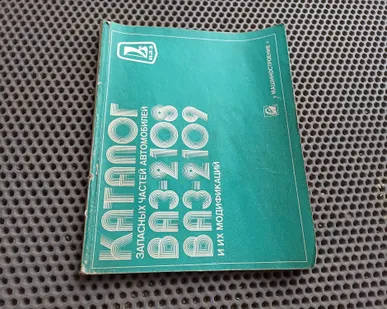 КАТАЛОГ
ЗАПАСНЫХ ЧАСТЕЙ АВТОМОБИЛЕЙ
ВАЗ-2108
ВАЗ-2109
И ИХ МОДИФИКАЦИЙ
«МАШИНОСТРОЕНИЕ»